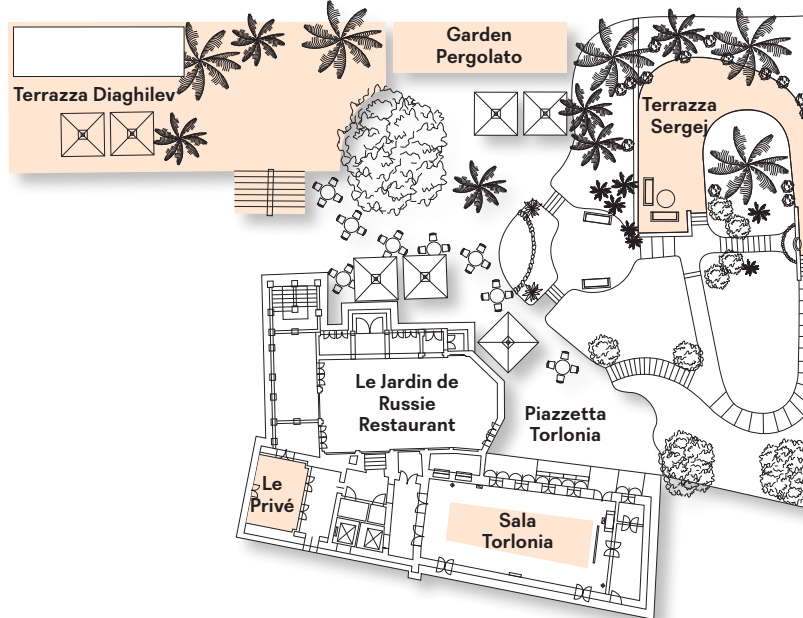 Garden
Pergolato
Terrazza Diaghilev
Terrazza
Sergej
Le Jardin de
Russie
Restaurant
Piazzetta
Torlonia
Le
Privé
Sala
Torlonia